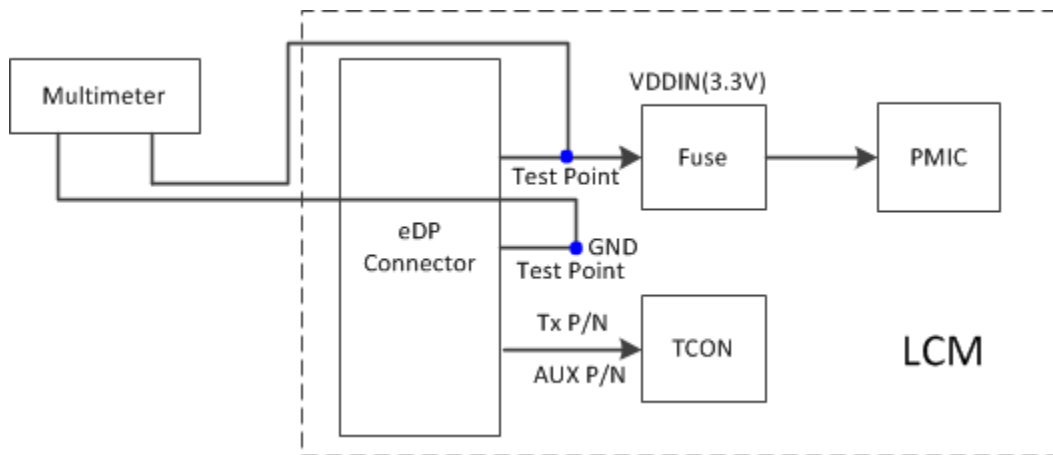 Multimeter
VDDIN(3.3V)
Fuse
PMIC
Test Point
eDP
Connector
GND
Test Point
Tx P/N
AUX P/N
TCON
LCM